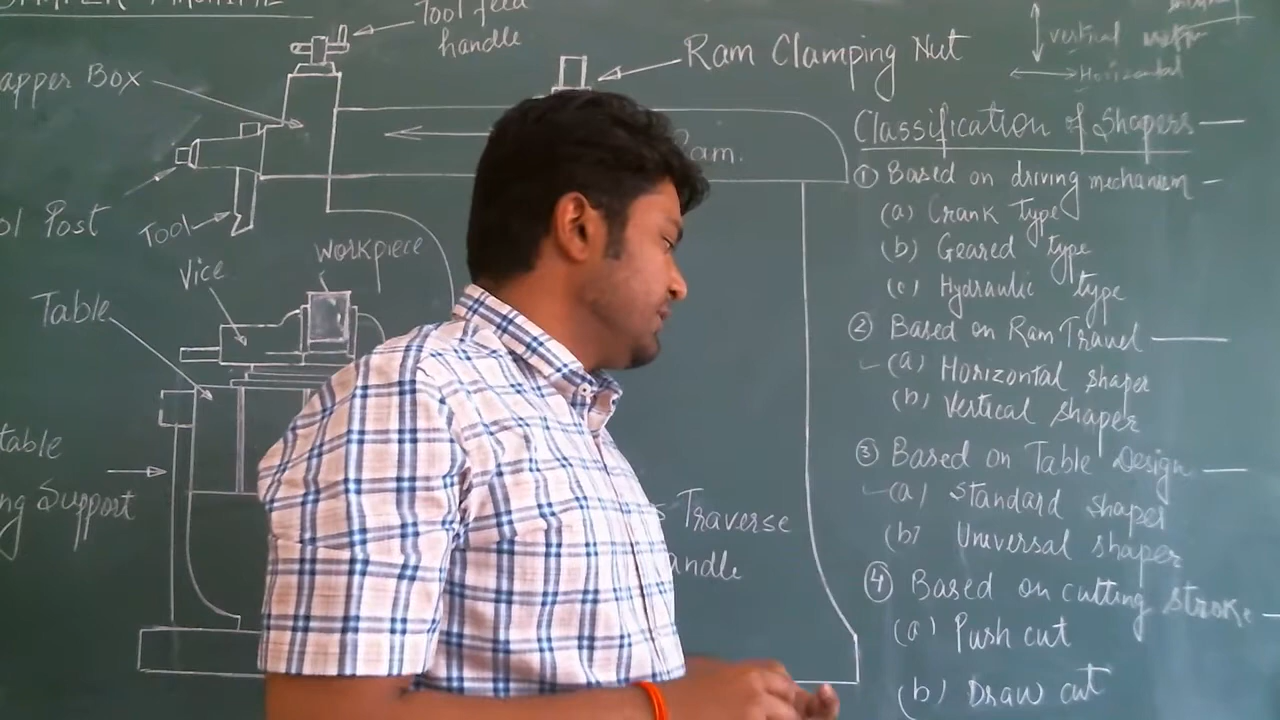 SHAPER MACHINE
Tool feed
handle
apper Box
Ram Clamping Nut
am.
ol Post
Tool
Vice
workpiece
Table
table
ng Support
Traverse
andle
vertical
Horizontal
Classification of Shapers —
① Based on driving mechanism —
(a) Crank type
(b) Geared type
(c) Hydraulic type
② Based on Ram Travel —
(a) Horizontal shaper
(b) Vertical shaper
③ Based on Table Design —
(a) Standard shaper
(b) Universal shaper
④ Based on cutting stroke —
(a) Push cut
(b) Draw cut